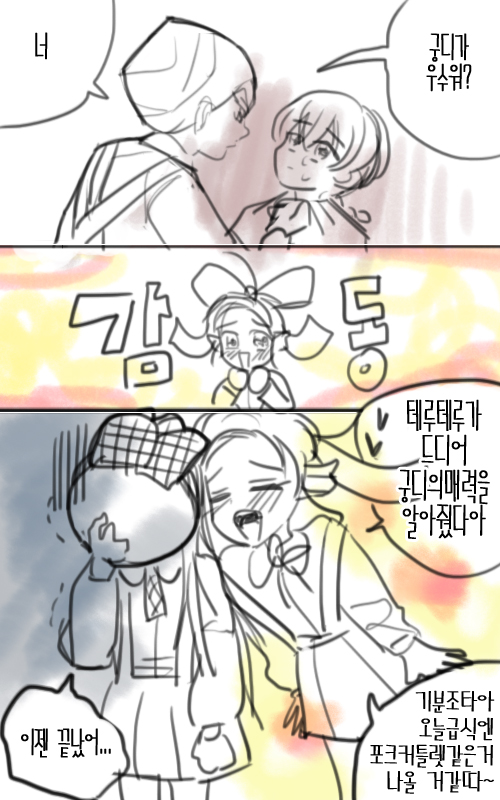 너
궁디가
우수워?
감동
테루테루가
드디어
궁디의매력을
알아줬다아
이젠 끝났어...
기분조타아
오늘급식엔
포크커틀렛같은거
나올 거같따~